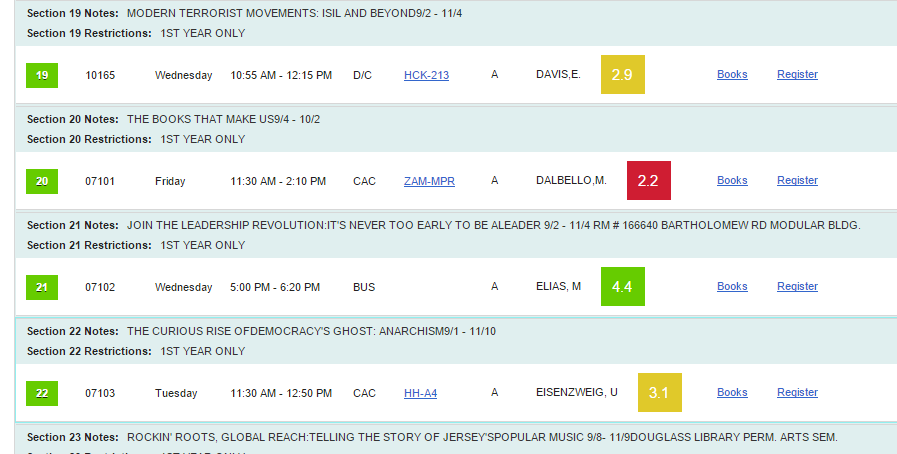 Section 19 Notes: MODERN TERRORIST MOVEMENTS: ISIL AND BEYOND9/2 - 11/4
Section 19 Restrictions: 1ST YEAR ONLY
19 10165 Wednesday 10:55 AM - 12:15 PM D/C HCK-213 A DAVIS,E. 2.9 Books Register
Section 20 Notes: THE BOOKS THAT MAKE US9/4 - 10/2
Section 20 Restrictions: 1ST YEAR ONLY
20 07101 Friday 11:30 AM - 2:10 PM CAC ZAM-MPR A DALBELLO,M. 2.2 Books Register
Section 21 Notes: JOIN THE LEADERSHIP REVOLUTION:IT'S NEVER TOO EARLY TO BE ALEADER 9/2 - 11/4 RM # 166640 BARTHOLOMEW RD MODULAR BLDG.
Section 21 Restrictions: 1ST YEAR ONLY
21 07102 Wednesday 5:00 PM - 6:20 PM BUS A ELIAS, M 4.4 Books Register
Section 22 Notes: THE CURIOUS RISE OFDEMOCRACY'S GHOST: ANARCHISM9/1 - 11/10
Section 22 Restrictions: 1ST YEAR ONLY
22 07103 Tuesday 11:30 AM - 12:50 PM CAC HH-A4 A EISENZWEIG, U 3.1 Books Register
Section 23 Notes: ROCKIN' ROOTS, GLOBAL REACH:TELLING THE STORY OF JERSEY'SPOPULAR MUSIC 9/8- 11/9DOUGLASS LIBRARY PERM. ARTS SEM.